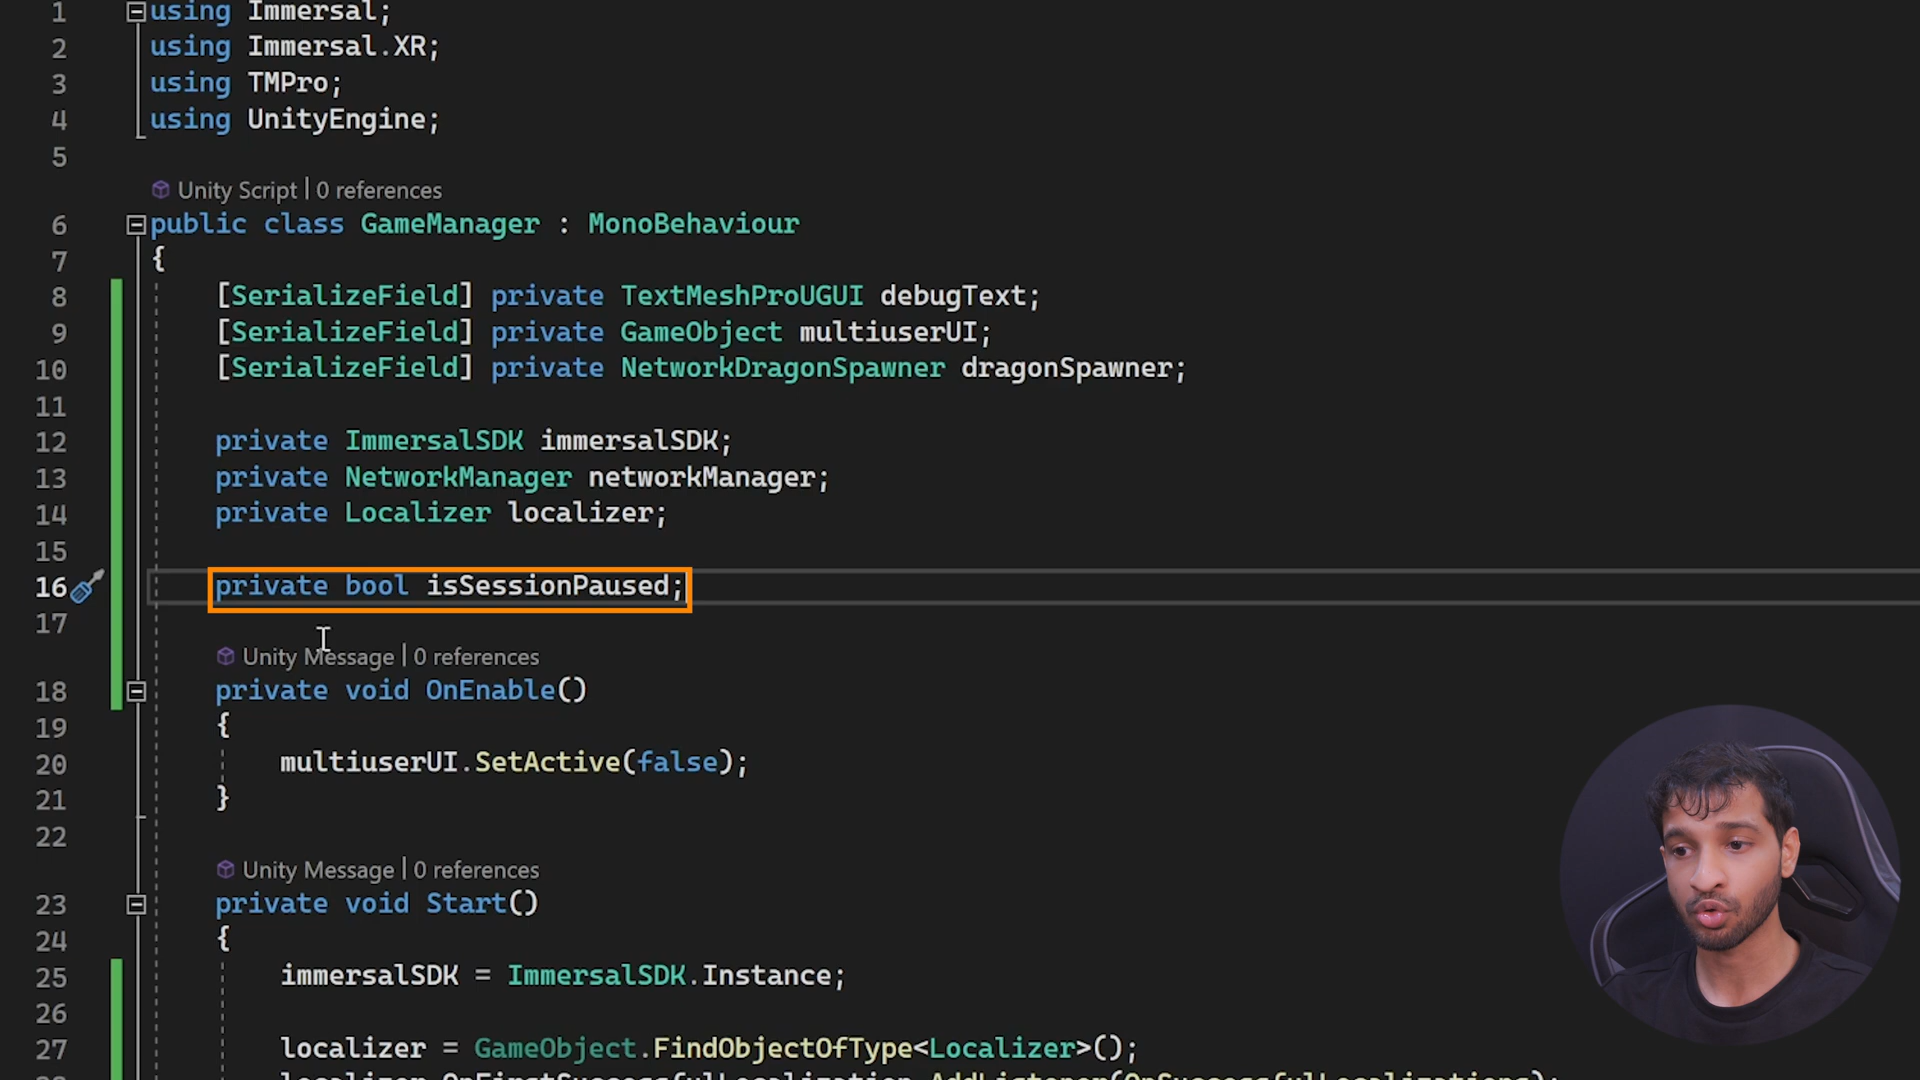 1 using Immersal;
2 using Immersal.XR;
3 using TMPro;
4 using UnityEngine;
5
Unity Script | 0 references
6 public class GameManager : MonoBehaviour
7 {
8 [SerializeField] private TextMeshProUGUI debugText;
9 [SerializeField] private GameObject multiuserUI;
10 [SerializeField] private NetworkDragonSpawner dragonSpawner;
11
12 private ImmersalSDK immersalSDK;
13 private NetworkManager networkManager;
14 private Localizer localizer;
15
16 private bool isSessionPaused;
17
Unity Message | 0 references
18 private void OnEnable()
19 {
20 multiuserUI.SetActive(false);
21 }
22
Unity Message | 0 references
23 private void Start()
24 {
25 immersalSDK = ImmersalSDK.Instance;
26
27 localizer = GameObject.FindObjectOfType<Localizer>();
localizer.OnFirstSuccessfulLocalization.AddListener(OnSuccessfulLocalizations);